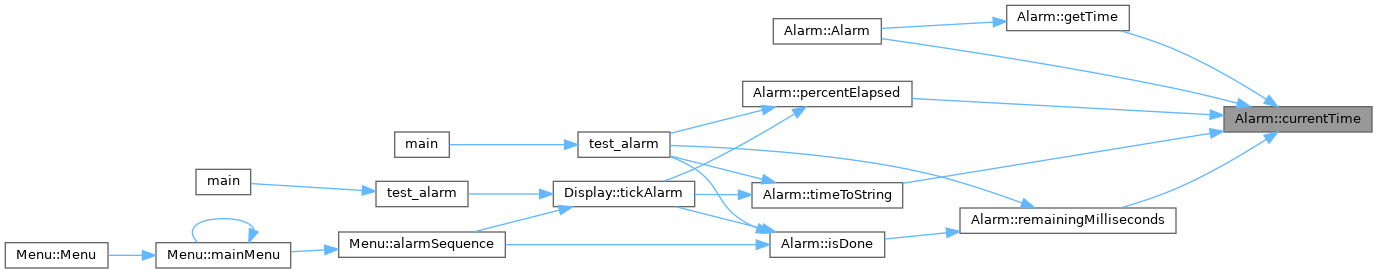 Alarm::getTime
Alarm::Alarm
Alarm::percentElapsed
Alarm::currentTime
main
test_alarm
main
test_alarm
Display::tickAlarm
Alarm::timeToString
Alarm::remainingMilliseconds
Menu::Menu
Menu::mainMenu
Menu::alarmSequence
Alarm::isDone